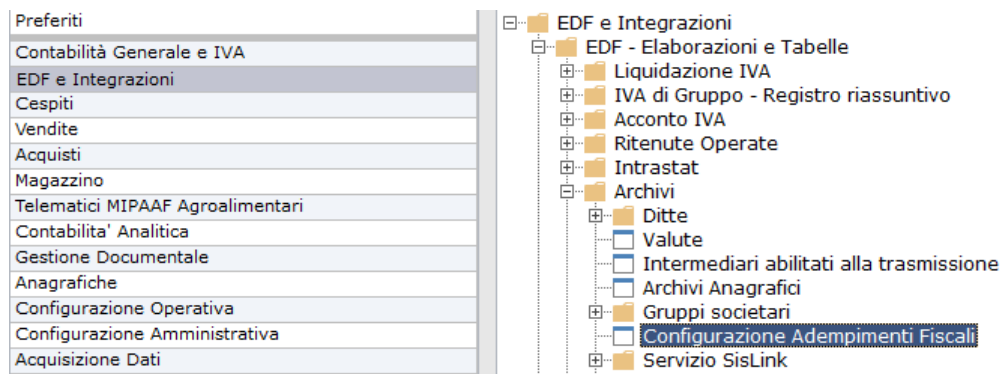 Preferiti
Contabilità Generale e IVA
EDF e Integrazioni
Cespiti
Vendite
Acquisti
Magazzino
Telematici MIPAAF Agroalimentari
Contabilita' Analitica
Gestione Documentale
Anagrafiche
Configurazione Operativa
Configurazione Amministrativa
Acquisizione Dati
EDF e Integrazioni
EDF - Elaborazioni e Tabelle
Liquidazione IVA
IVA di Gruppo - Registro riassuntivo
Acconto IVA
Ritenute Operate
Intrastat
Archivi
Ditte
Valute
Intermediari abilitati alla trasmissione
Archivi Anagrafici
Gruppi societari
Configurazione Adempimenti Fiscali
Servizio SisLink